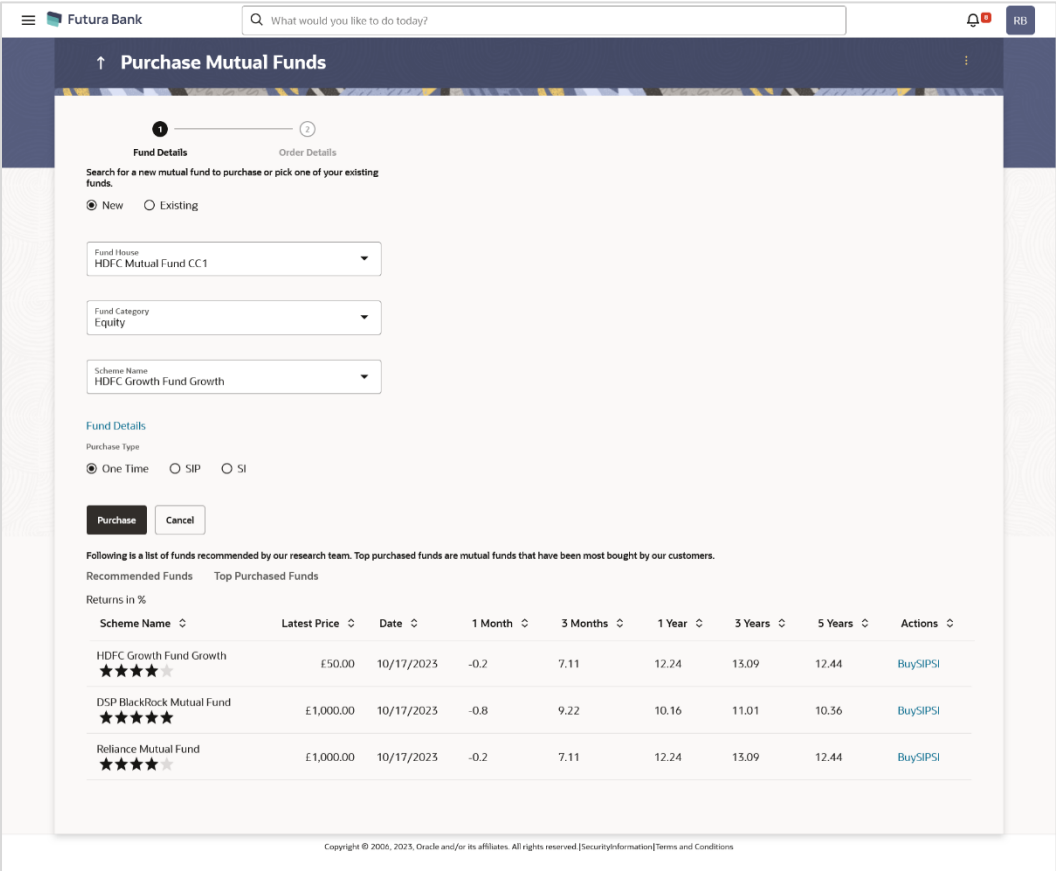 Futura Bank
What would you like to do today?
8
RB
Purchase Mutual Funds
1
2
Fund Details
Order Details
Search for a new mutual fund to purchase or pick one of your existing
funds.
New
Existing
Fund House
HDFC Mutual Fund CC1
Fund Category
Equity
Scheme Name
HDFC Growth Fund Growth
Fund Details
Purchase Type
One Time
SIP
SI
Purchase
Cancel
Following is a list of funds recommended by our research team. Top purchased funds are mutual funds that have been most bought by our customers.
Recommended Funds
Top Purchased Funds
Returns in %
Scheme Name Latest Price Date 1 Month 3 Months 1 Year 3 Years 5 Years Actions
HDFC Growth Fund Growth
£50.00 10/17/2023 -0.2 7.11 12.24 13.09 12.44 BuySIPSI
DSP BlackRock Mutual Fund
£1,000.00 10/17/2023 -0.8 9.22 10.16 11.01 10.36 BuySIPSI
Reliance Mutual Fund
£1,000.00 10/17/2023 -0.2 7.11 12.24 13.09 12.44 BuySIPSI
Copyright © 2006, 2023, Oracle and/or its affiliates. All rights reserved.|SecurityInformation|Terms and Conditions